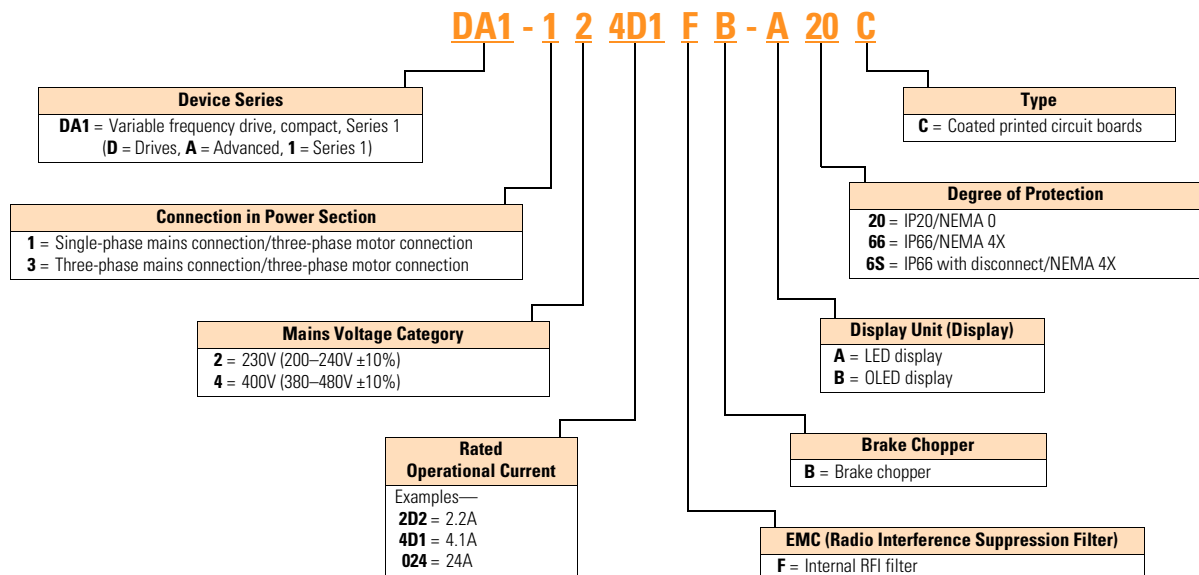 DA1 - 1 2 4D1 F B - A 20 C
Device Series
DA1 = Variable frequency drive, compact, Series 1
(D = Drives, A = Advanced, 1 = Series 1)
Type
C = Coated printed circuit boards
Connection in Power Section
1 = Single-phase mains connection/three-phase motor connection
3 = Three-phase mains connection/three-phase motor connection
Degree of Protection
20 = IP20/NEMA 0
66 = IP66/NEMA 4X
6S = IP66 with disconnect/NEMA 4X
Mains Voltage Category
2 = 230V (200–240V ±10%)
4 = 400V (380–480V ±10%)
Display Unit (Display)
A = LED display
B = OLED display
Rated
Operational Current
Examples—
2D2 = 2.2A
4D1 = 4.1A
024 = 24A
Brake Chopper
B = Brake chopper
EMC (Radio Interference Suppression Filter)
F = Internal RFI filter